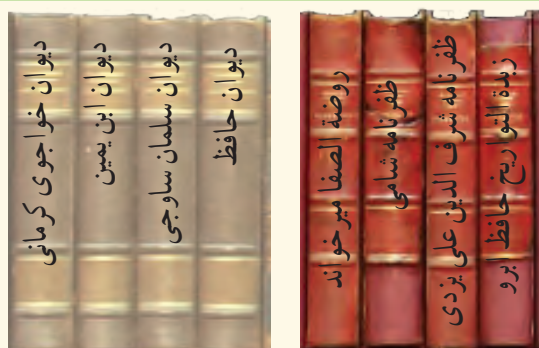 زبدة التواریخ حافظ ابرو
ظفرنامه شرف الدین علی یزدی
ظفرنامه شامی
روضة الصفا میرخواند
دیوان حافظ
دیوان سلمان ساوجی
دیوان ابن یمین
دیوان خواجوی کرمانی